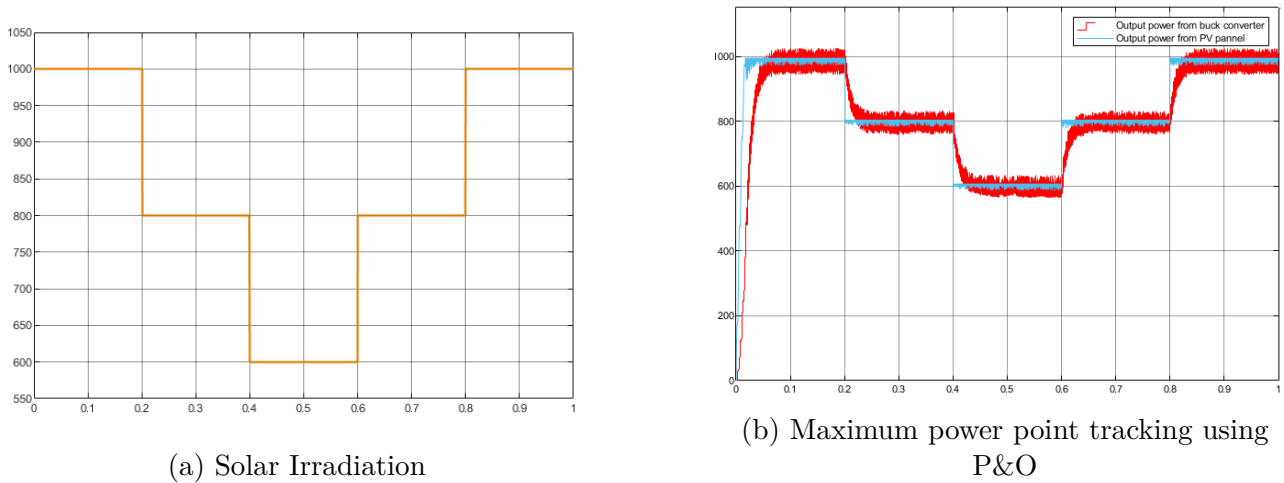 1050
1000
950
900
850
800
750
700
650
600
550
0 0.1 0.2 0.3 0.4 0.5 0.6 0.7 0.8 0.9 1
(a) Solar Irradiation
Output power from buck converter
Output power from PV pannel
1000
800
600
400
200
0
0.1 0.2 0.3 0.4 0.5 0.6 0.7 0.8 0.9 1
(b) Maximum power point tracking using
P&O